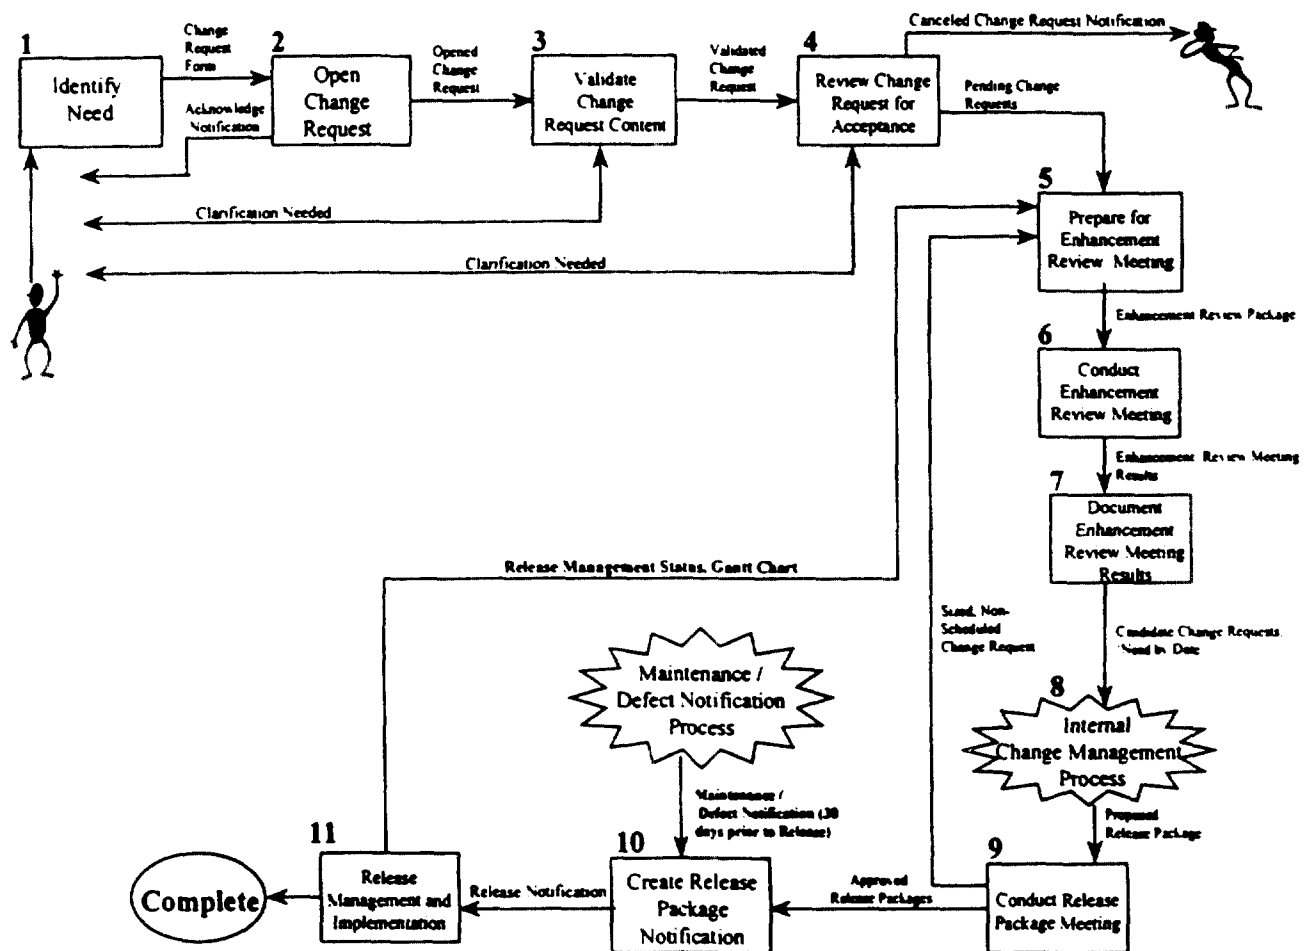 1
Identify
Need
Change
Request
Form
Acknowledge
Notification
2
Open
Change
Request
Opened
Change
Request
3
Validate
Change
Request Content
Validated
Change
Request
4
Review Change
Request for
Acceptance
Canceled Change Request Notification
Pending Change
Requests
Clarification Needed
Clarification Needed
5
Prepare for
Enhancement
Review Meeting
Enhancement Review Package
6
Conduct
Enhancement
Review Meeting
Enhancement Review Meeting
Results
7
Document
Enhancement
Review Meeting
Results
Release Management Status, Gantt Chart
Sized, Non-
Scheduled
Change Request
Candidate Change Requests,
Need by Date
8
Internal
Change Management
Process
Maintenance /
Defect Notification
Process
Maintenance /
Defect Notification (30
days prior to Release)
Proposed
Release Package
9
Conduct Release
Package Meeting
Approved
Release Packages
10
Create Release
Package
Notification
Release Notification
11
Release
Management and
Implementation
Complete